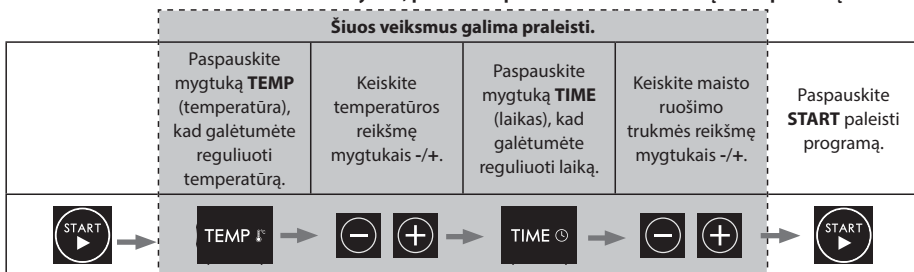 Šiuos veiksmus galima praleisti.
Paspauskite
mygtuką TEMP
(temperatūra),
kad galėtumėte
reguliuoti
temperatūrą.
Keiskite
temperatūros
reikšmę
mygtukais -/+.
Paspauskite
mygtuką TIME
(laikas), kad
galėtumėte
reguliuoti laiką.
Keiskite maisto
ruošimo
trukmės reikšmę
mygtukais -/+.
Paspauskite
START paleisti
programą.
START
TEMP °C
TIME
START